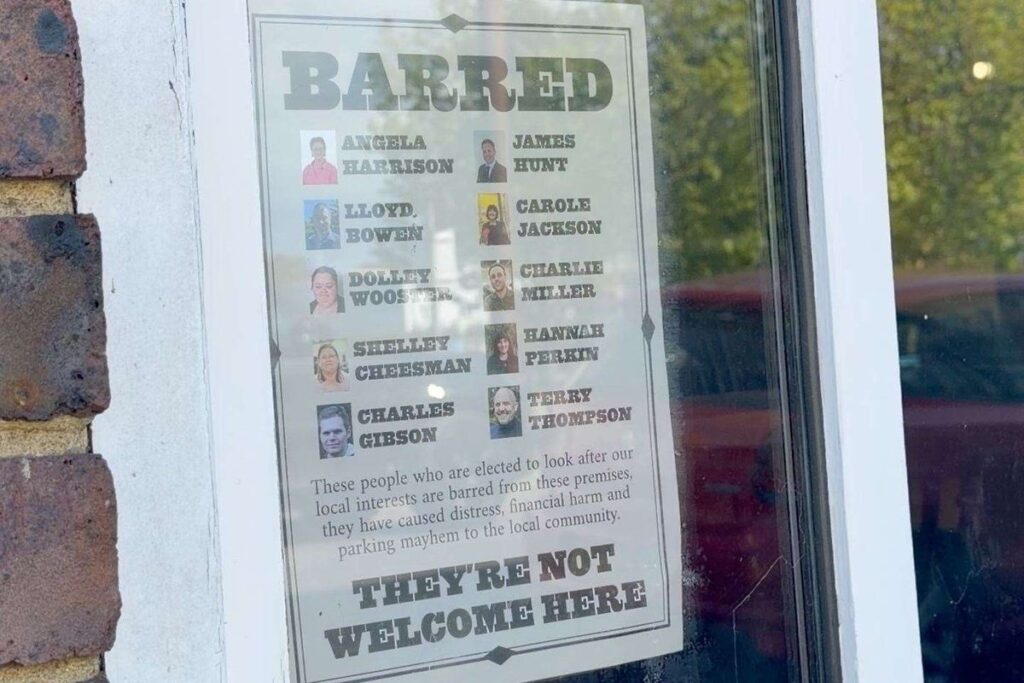 BARRED
ANGELA
HARRISON
JAMES
HUNT
LLOYD
BOWEN
CAROLE
JACKSON
DOLLEY
WOOSTER
CHARLIE
MILLER
SHELLEY
CHEESMAN
HANNAH
PERKIN
CHARLES
GIBSON
TERRY
THOMPSON
These people who are elected to look after our
local interests are barred from these premises,
they have caused distress, financial harm and
parking mayhem to the local community.
THEY'RE NOT
WELCOME HERE